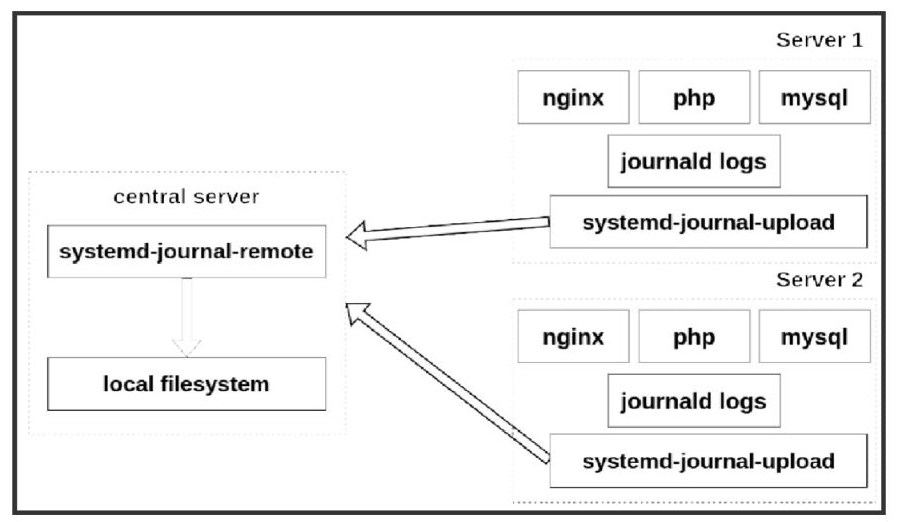 central server
systemd-journal-remote
local filesystem
Server 1
nginx
php
mysql
journald logs
systemd-journal-upload
Server 2
nginx
php
mysql
journald logs
systemd-journal-upload